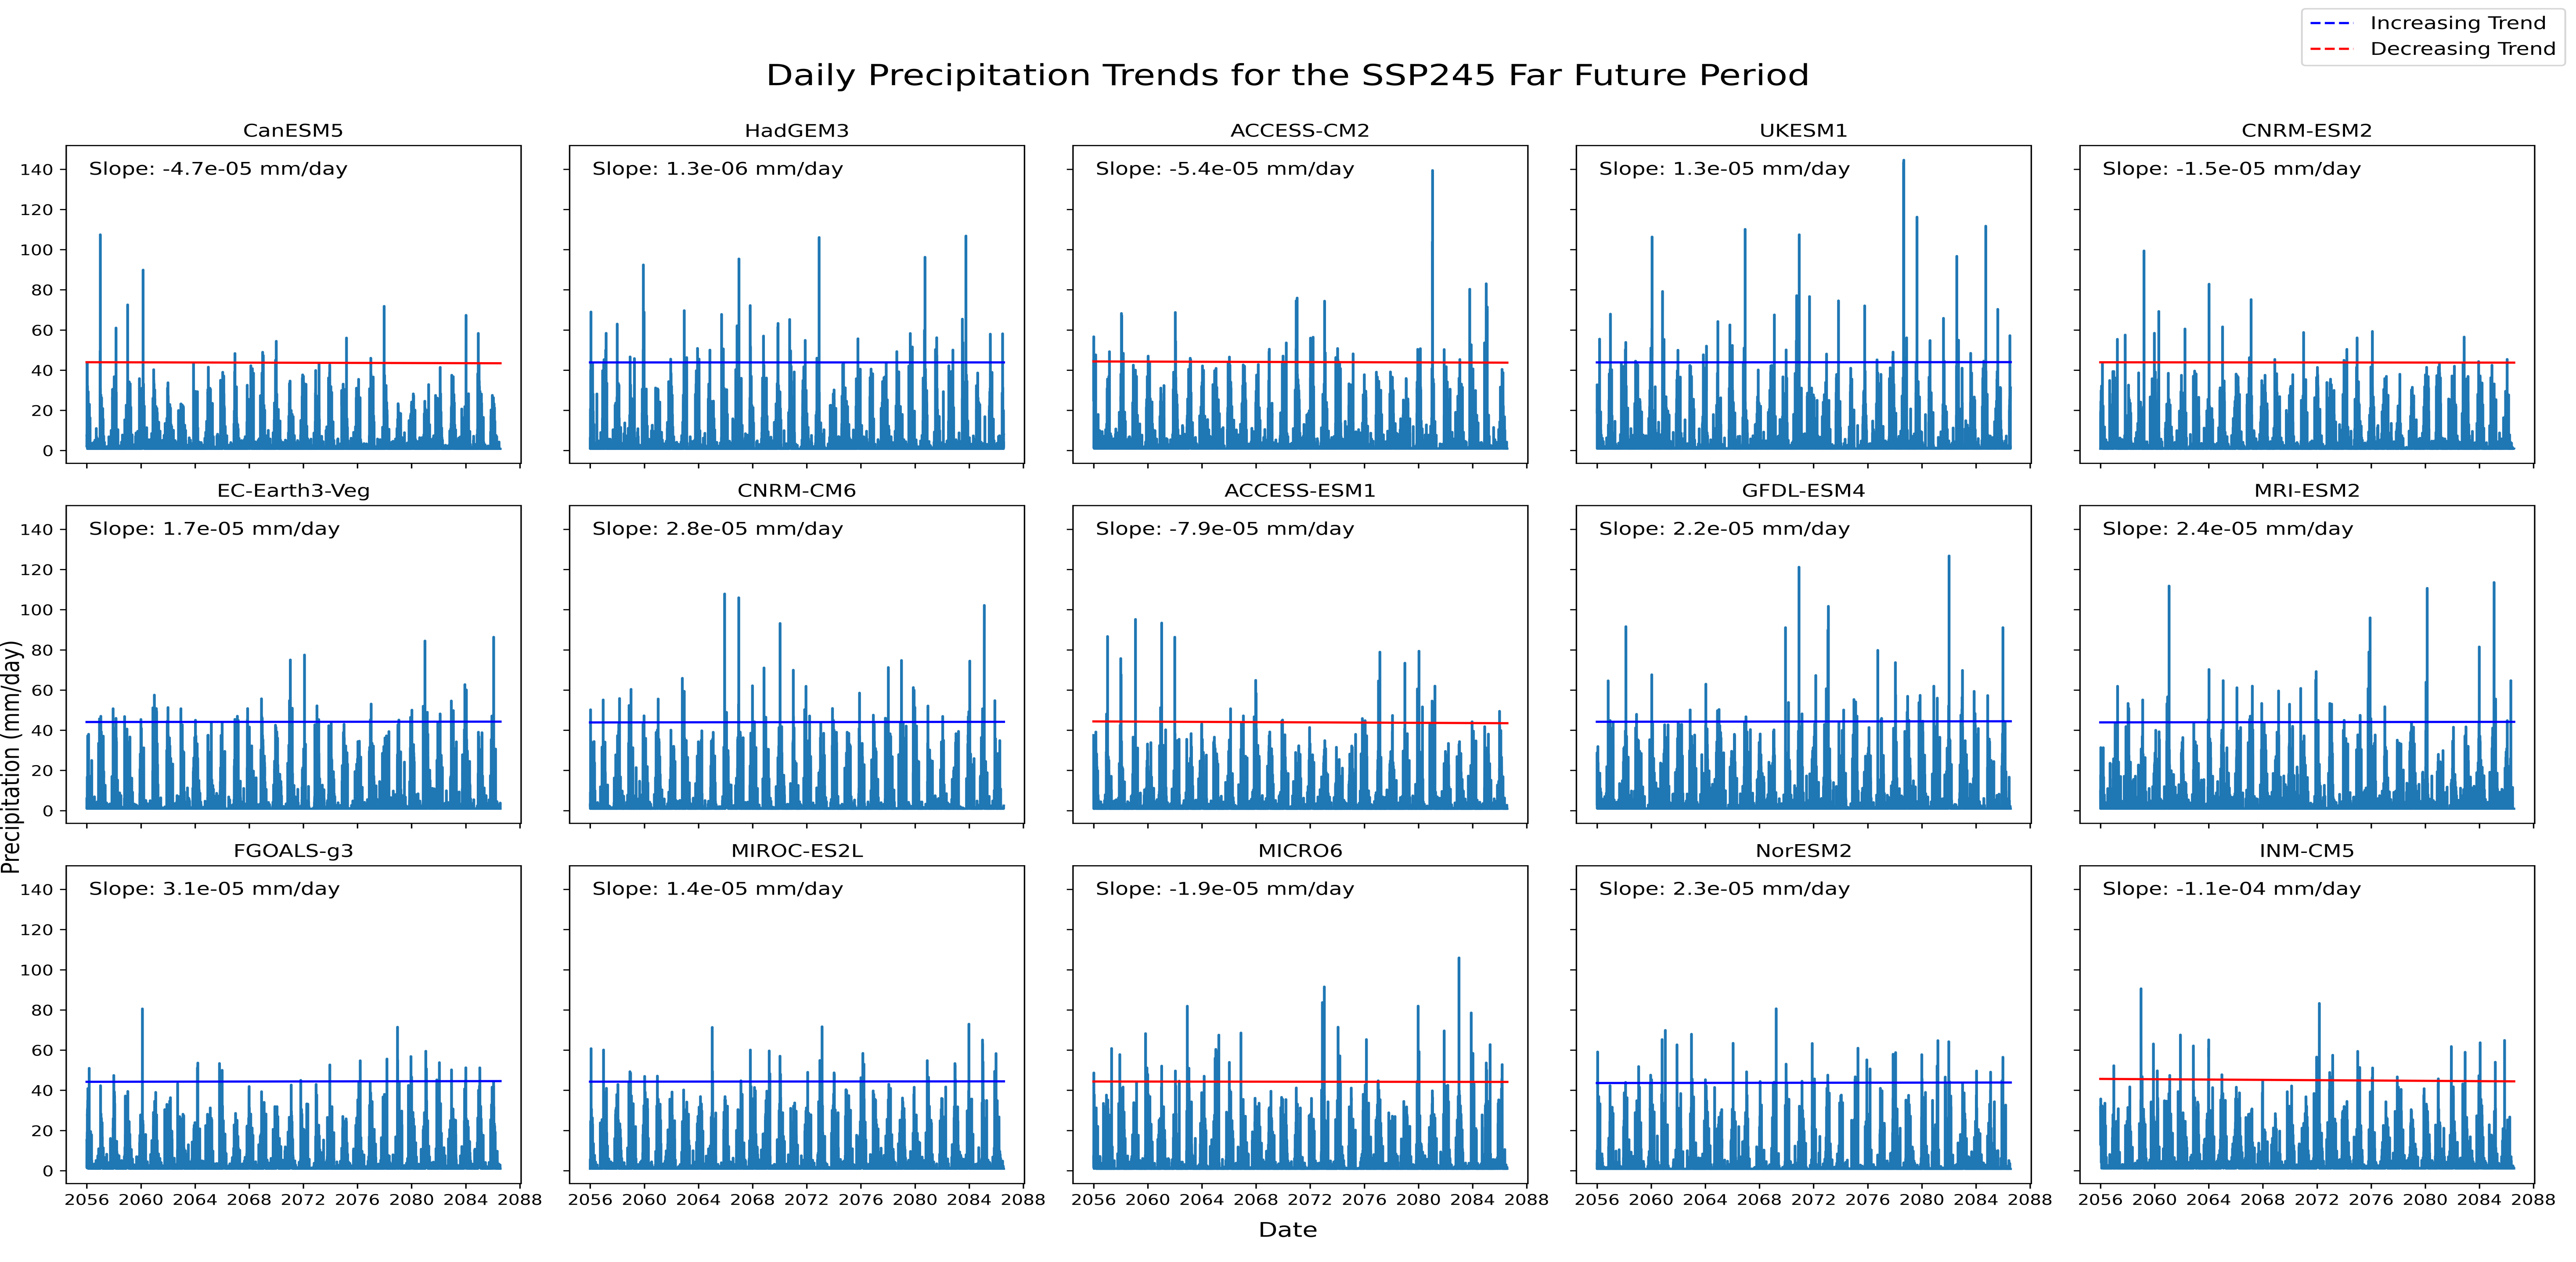 Increasing Trend
Decreasing Trend
Daily Precipitation Trends for the SSP245 Far Future Period
CanESM5
HadGEM3
ACCESS-CM2
UKESM1
CNRM-ESM2
Slope: -4.7e-05 mm/day
Slope: 1.3e-06 mm/day
Slope: -5.4e-05 mm/day
Slope: 1.3e-05 mm/day
Slope: -1.5e-05 mm/day
140
120
100
80
60
40
20
0
EC-Earth3-Veg
CNRM-CM6
ACCESS-ESM1
GFDL-ESM4
MRI-ESM2
Slope: 1.7e-05 mm/day
Slope: 2.8e-05 mm/day
Slope: -7.9e-05 mm/day
Slope: 2.2e-05 mm/day
Slope: 2.4e-05 mm/day
140
120
100
80
60
40
20
0
Precipitation (mm/day)
FGOALS-g3
MIROC-ES2L
MICRO6
NorESM2
INM-CM5
Slope: 3.1e-05 mm/day
Slope: 1.4e-05 mm/day
Slope: -1.9e-05 mm/day
Slope: 2.3e-05 mm/day
Slope: -1.1e-04 mm/day
140
120
100
80
60
40
20
0
2056 2060 2064 2068 2072 2076 2080 2084 2088
2056 2060 2064 2068 2072 2076 2080 2084 2088
2056 2060 2064 2068 2072 2076 2080 2084 2088
2056 2060 2064 2068 2072 2076 2080 2084 2088
2056 2060 2064 2068 2072 2076 2080 2084 2088
Date